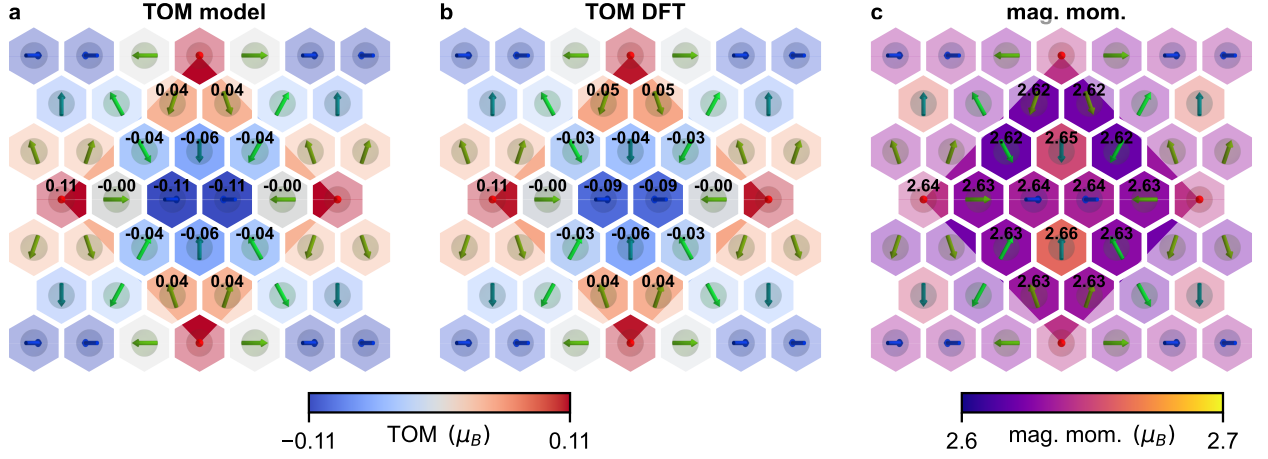 a TOM model
0.04 0.04
-0.04 -0.06 -0.04
0.11 -0.00 -0.11 -0.11 -0.00
-0.04 -0.06 -0.04
0.04 0.04
b TOM DFT
0.05 0.05
-0.03 -0.04 -0.03
0.11 -0.00 -0.09 -0.09 -0.00
-0.03 -0.06 -0.03
0.04 0.04
c mag. mom.
2.62 2.62
2.62 2.65 2.62
2.64 2.63 2.64 2.64 2.63
2.63 2.66 2.63
2.63 2.63
−0.11 TOM (μ_B) 0.11
2.6 mag. mom. (μ_B) 2.7